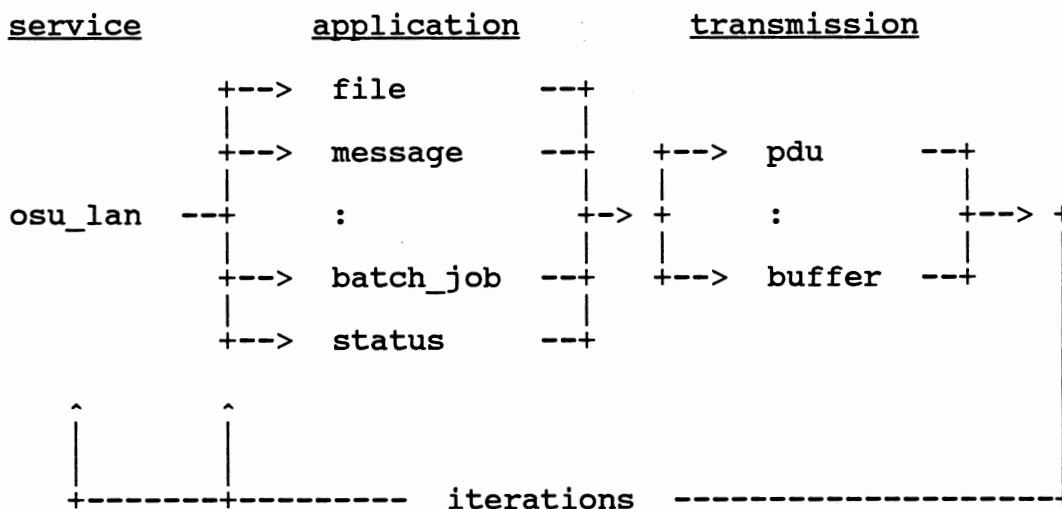 service application transmission
+--> file --+
| |
+--> message --+ +--> pdu --+
| | | |
osu_lan --+ : +-> + : +--> +
| | | | |
+--> batch_job --+ +--> buffer --+ |
| | |
+--> status --+ |
^ ^ |
| | |
+-------+--------- iterations ---------------------+